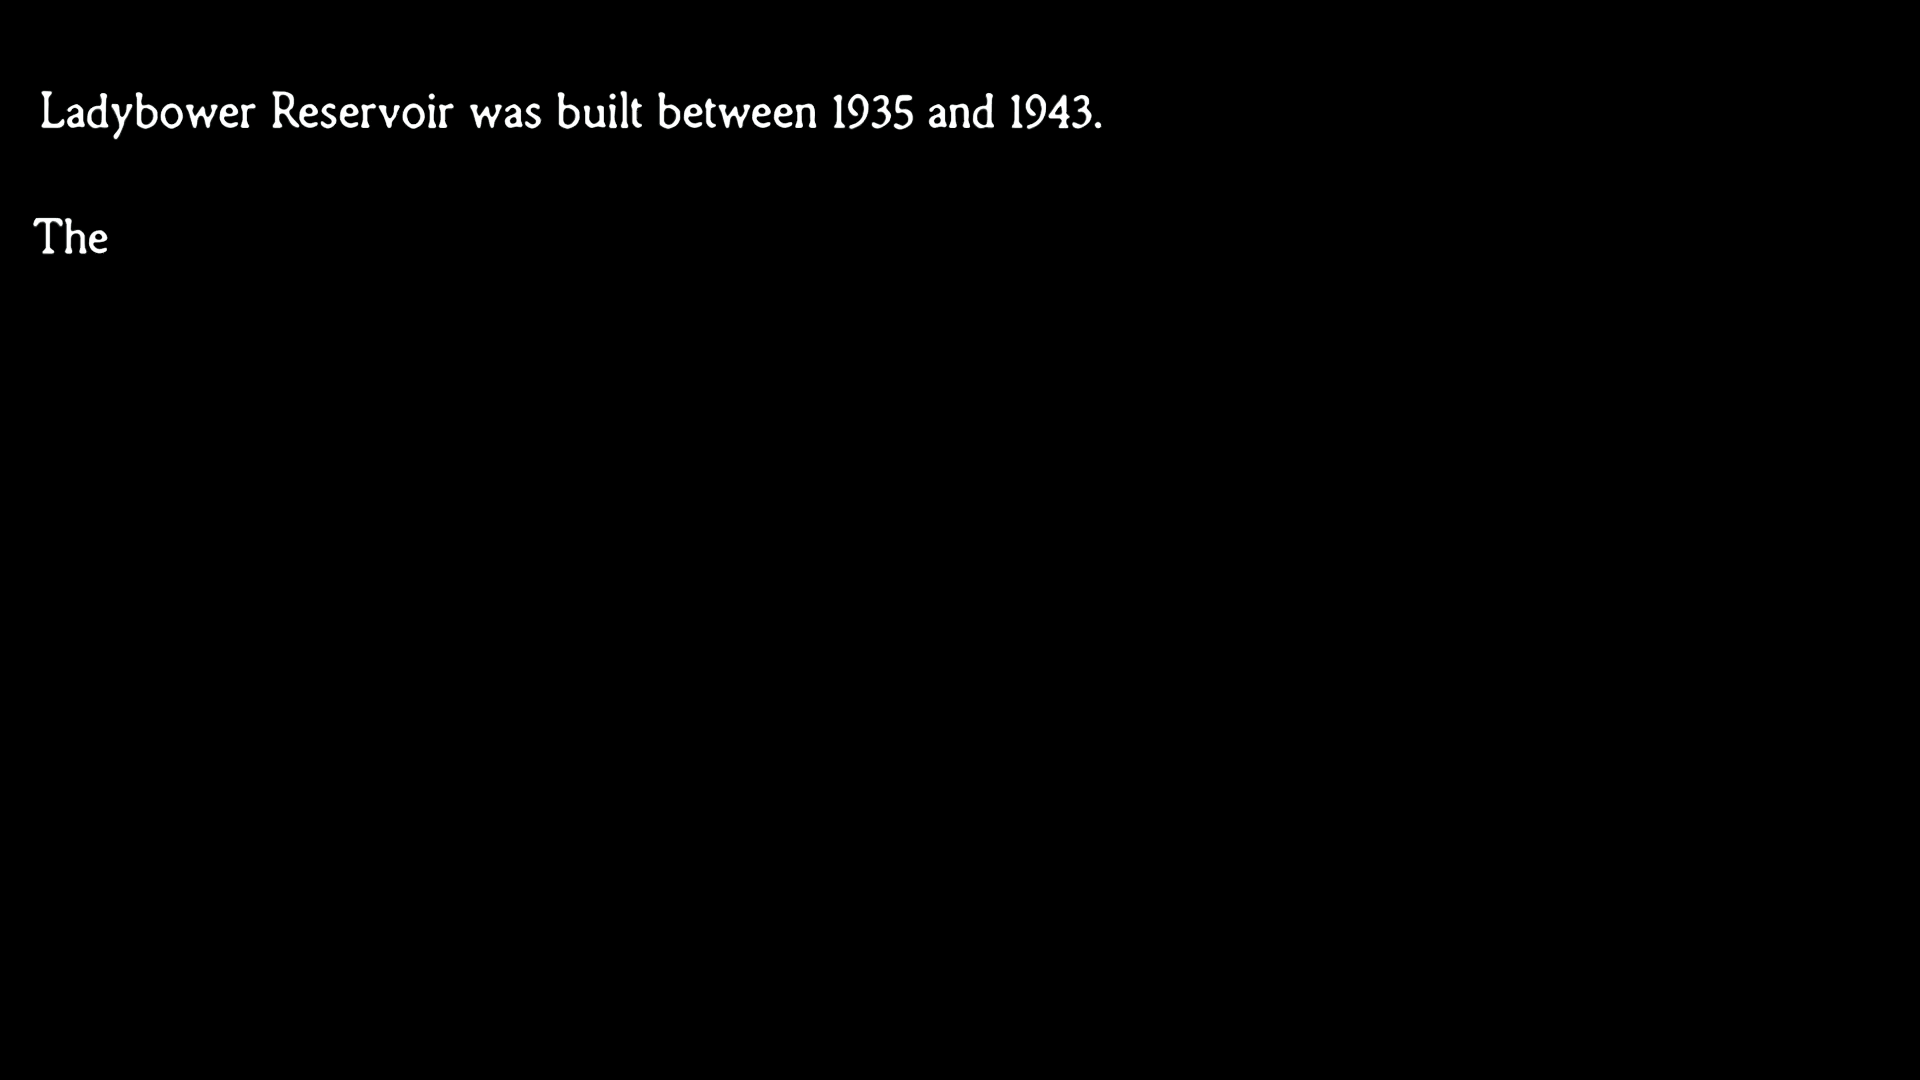 Ladybower Reservoir was built between 1935 and 1943.
The